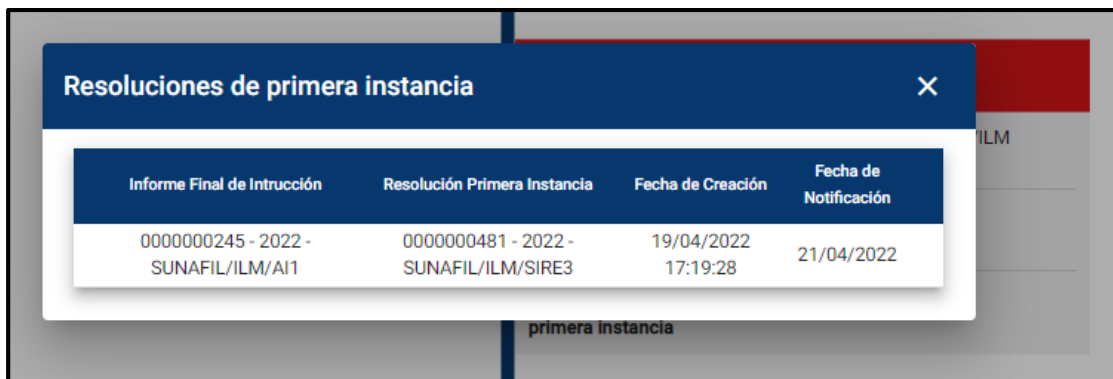 Resoluciones de primera instancia
Informe Final de Intrucción
Resolución Primera Instancia
Fecha de Creación
Fecha de
Notificación
0000000245 - 2022 -
SUNAFIL/ILM/AI1
0000000481 - 2022 -
SUNAFIL/ILM/SIRE3
19/04/2022
17:19:28
21/04/2022
/ILM
primera instancia